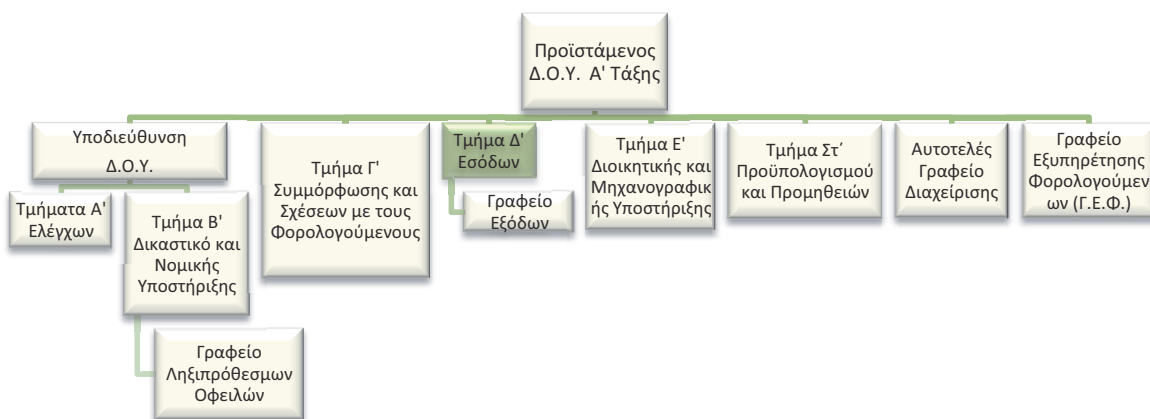 Προϊστάμενος
Δ.Ο.Υ. Α' Τάξης
Υποδιεύθυνση
Δ.Ο.Υ.
Τμήματα Α'
Ελέγχων
Τμήμα Β'
Δικαστικό και
Νομικής
Υποστήριξης
Γραφείο
Ληξιπρόθεσμων
Οφειλών
Τμήμα Γ'
Συμμόρφωσης και
Σχέσεων με τους
Φορολογούμενους
Τμήμα Δ'
Εσόδων
Γραφείο
Εξόδων
Τμήμα Ε'
Διοικητικής και
Μηχανογραφικ
ής Υποστήριξης
Τμήμα Στ΄
Προϋπολογισμού
και Προμηθειών
Αυτοτελές
Γραφείο
Διαχείρισης
Γραφείο
Εξυπηρέτησης
Φορολογούμεν
ων (Γ.Ε.Φ.)